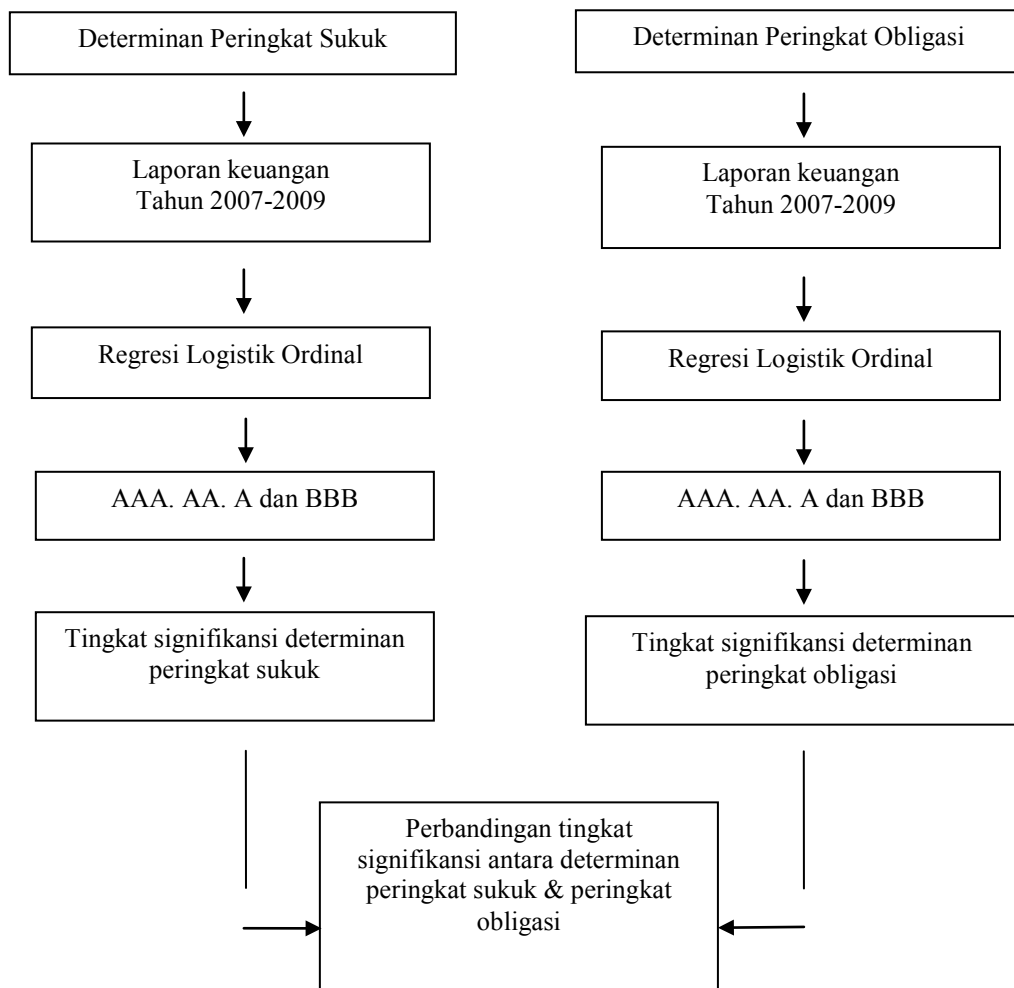 Determinan Peringkat Sukuk
Laporan keuangan
Tahun 2007-2009
Regresi Logistik Ordinal
AAA. AA. A dan BBB
Tingkat signifikansi determinan
peringkat sukuk
Determinan Peringkat Obligasi
Laporan keuangan
Tahun 2007-2009
Regresi Logistik Ordinal
AAA. AA. A dan BBB
Tingkat signifikansi determinan
peringkat obligasi
Perbandingan tingkat
signifikansi antara determinan
peringkat sukuk & peringkat
obligasi